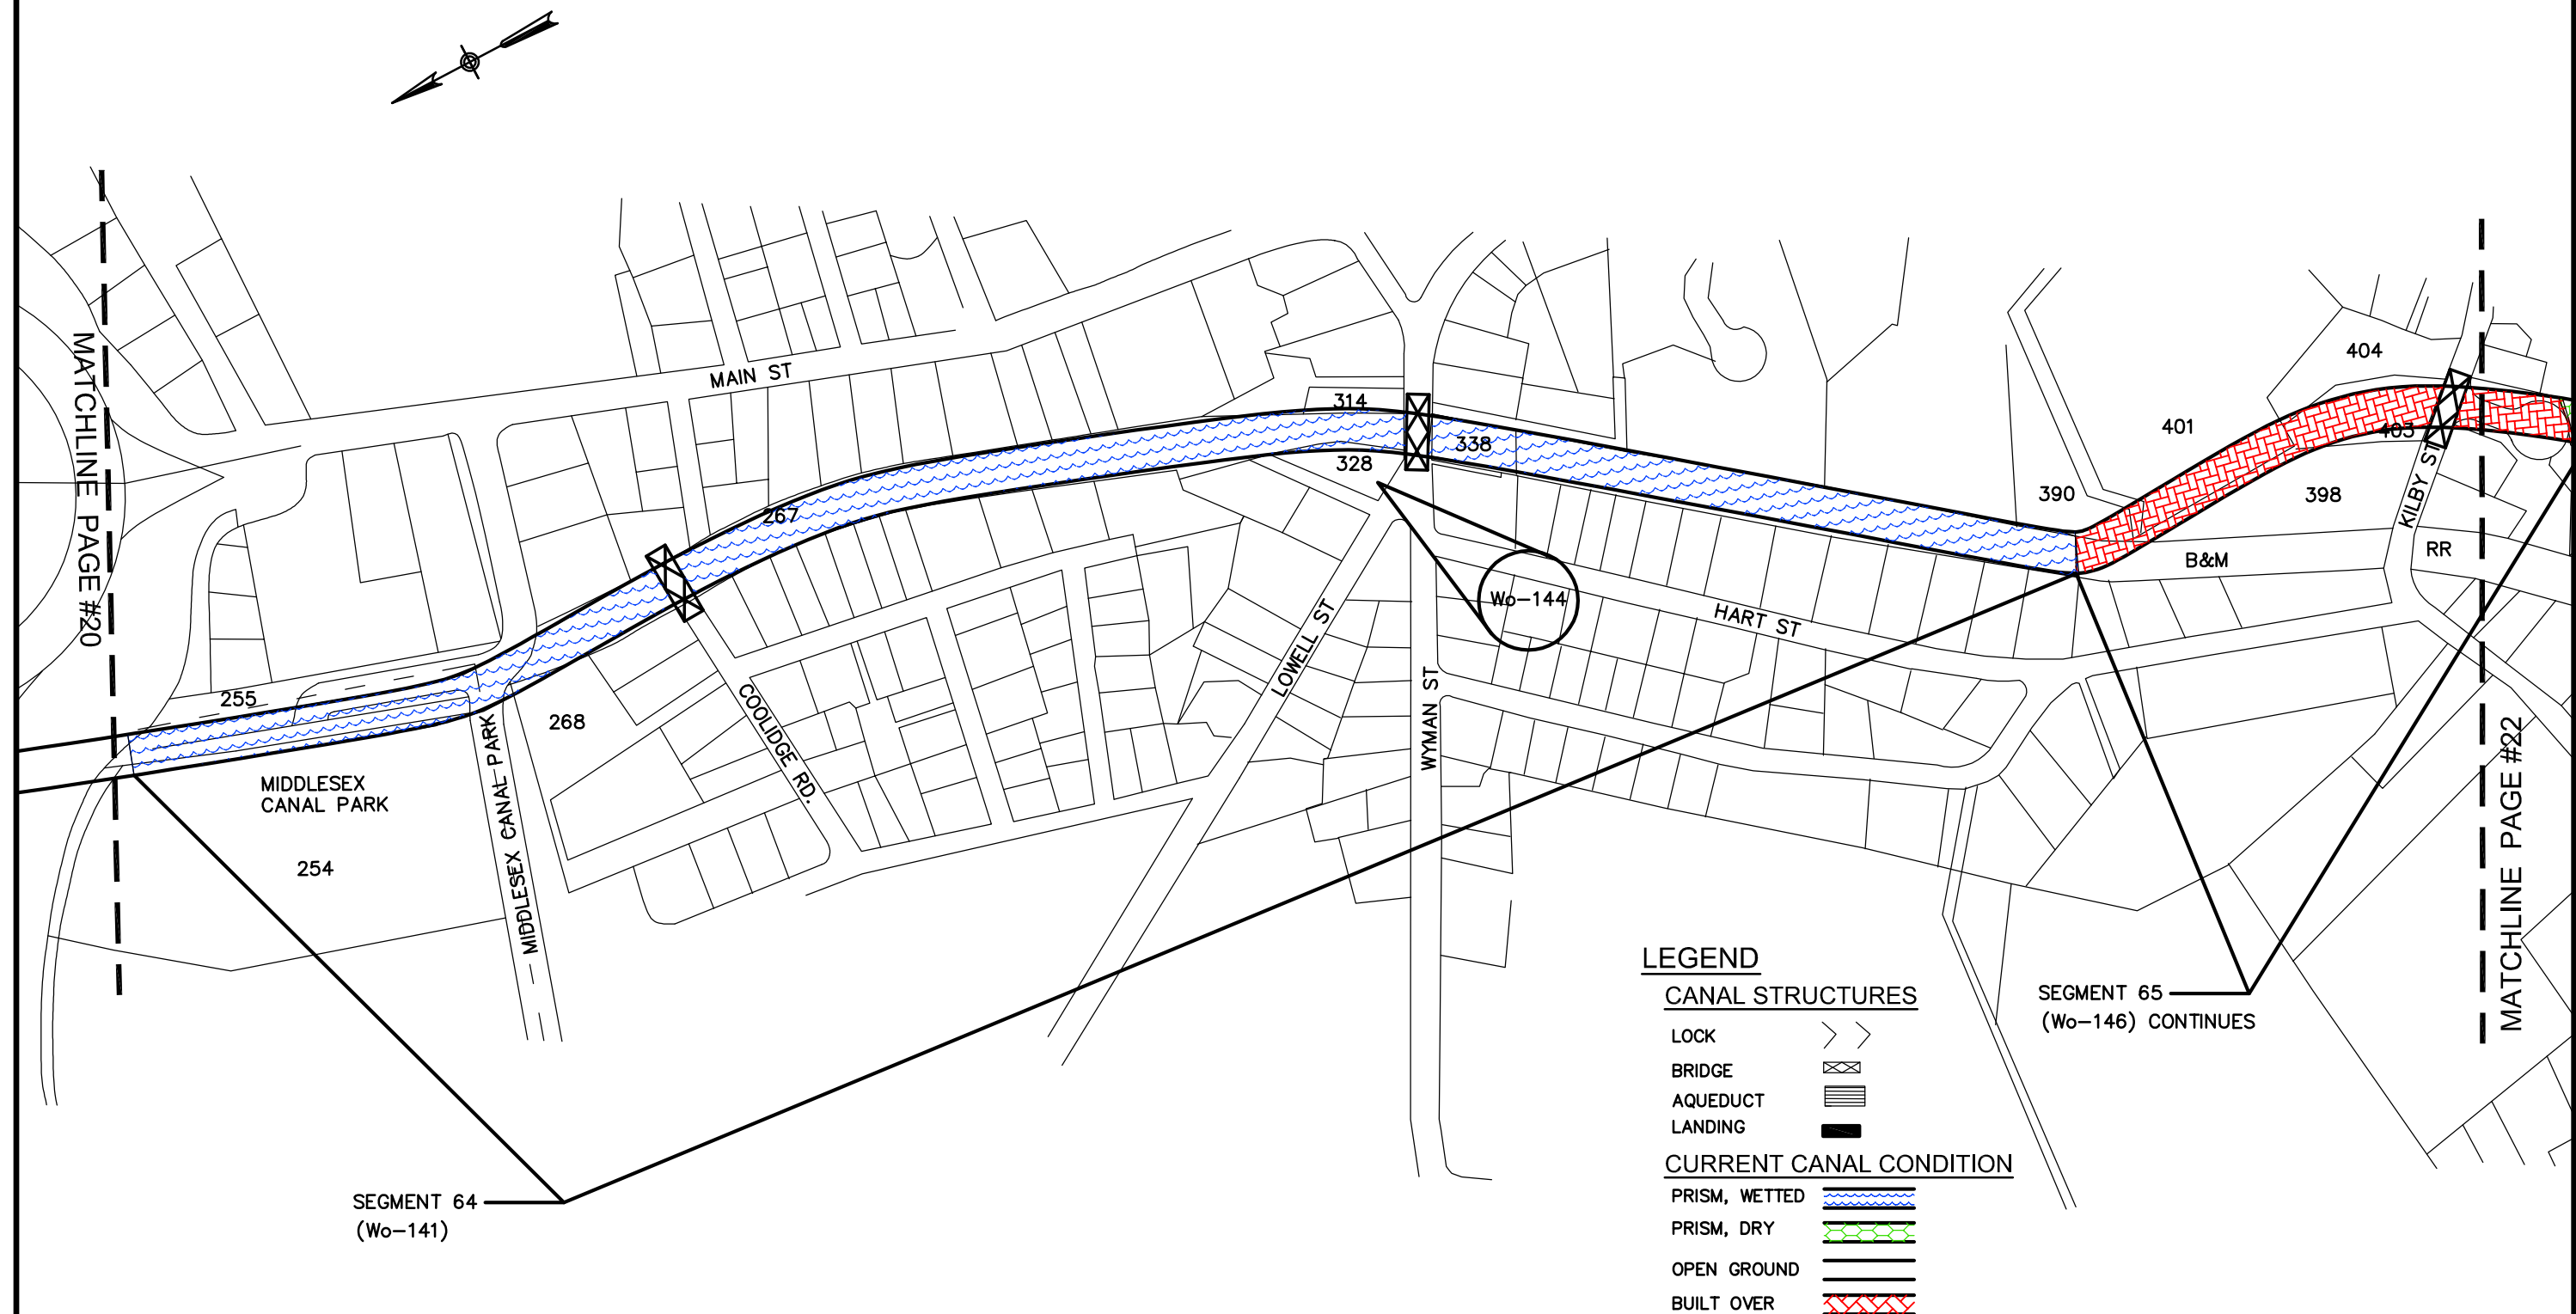 MATCHLINE PAGE #20
MAIN ST
314
338
328
267
255
268
MIDDLESEX
CANAL PARK
254
MIDDLESEX CANAL PARK
COOLIDGE RD.
LOWELL ST
WYMAN ST
Wo-144
HART ST
390
401
404
403
398
KILBY ST
B&M
RR
MATCHLINE PAGE #22
SEGMENT 64
(Wo-141)
SEGMENT 65
(Wo-146) CONTINUES
LEGEND
CANAL STRUCTURES
LOCK
BRIDGE
AQUEDUCT
LANDING
CURRENT CANAL CONDITION
PRISM, WETTED
PRISM, DRY
OPEN GROUND
BUILT OVER